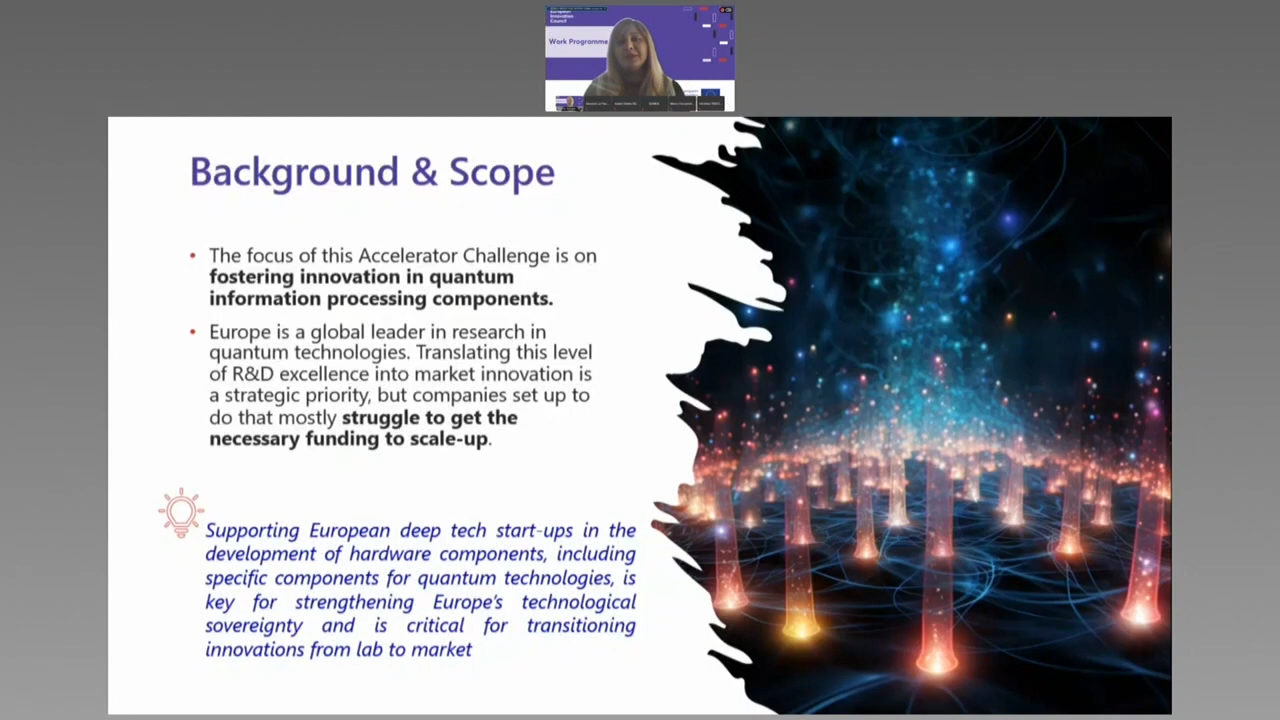 European
Innovation
Council
Work Programme
Background & Scope
• The focus of this Accelerator Challenge is on
fostering innovation in quantum
information processing components.
• Europe is a global leader in research in
quantum technologies. Translating this level
of R&D excellence into market innovation is
a strategic priority, but companies set up to
do that mostly struggle to get the
necessary funding to scale-up.
Supporting European deep tech start-ups in the
development of hardware components, including
specific components for quantum technologies, is
key for strengthening Europe's technological
sovereignty and is critical for transitioning
innovations from lab to market